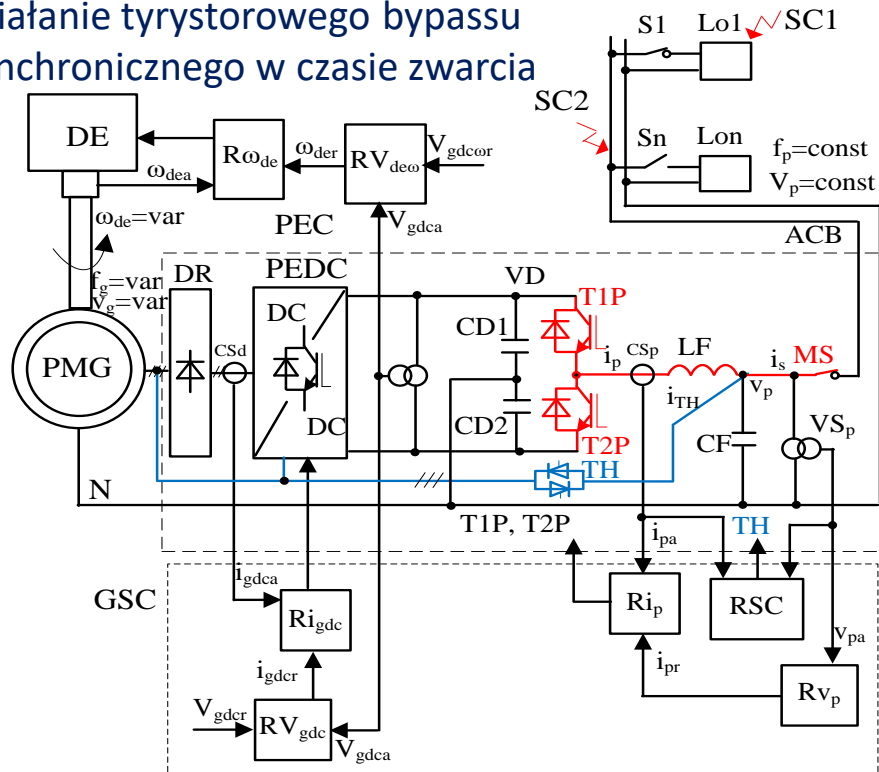 ziałanie tyrystorowego bypassu
nchronicznego w czasie zwarcia
S1 Lo1 SC1
SC2
Sn Lon
f_p=const
V_p=const
ACB
DE
Rω_de
ω_der
RV_deω
V_gdcωr
ω_dea
V_gdca
ω_de=var
PEC
f_g=var
v_g=var
DR
PEDC
VD
T1P
DC
CD1
CSd
i_p
CSp
LF
i_s
MS
PMG
v_p
i_TH
DC
CD2
T2P
CF
VS_p
TH
N
T1P, T2P
TH
i_pa
i_gdca
GSC
Ri_gdc
Ri_p
RSC
v_pa
i_gdcr
i_pr
V_gdcr
RV_gdc
V_gdca
Rv_p